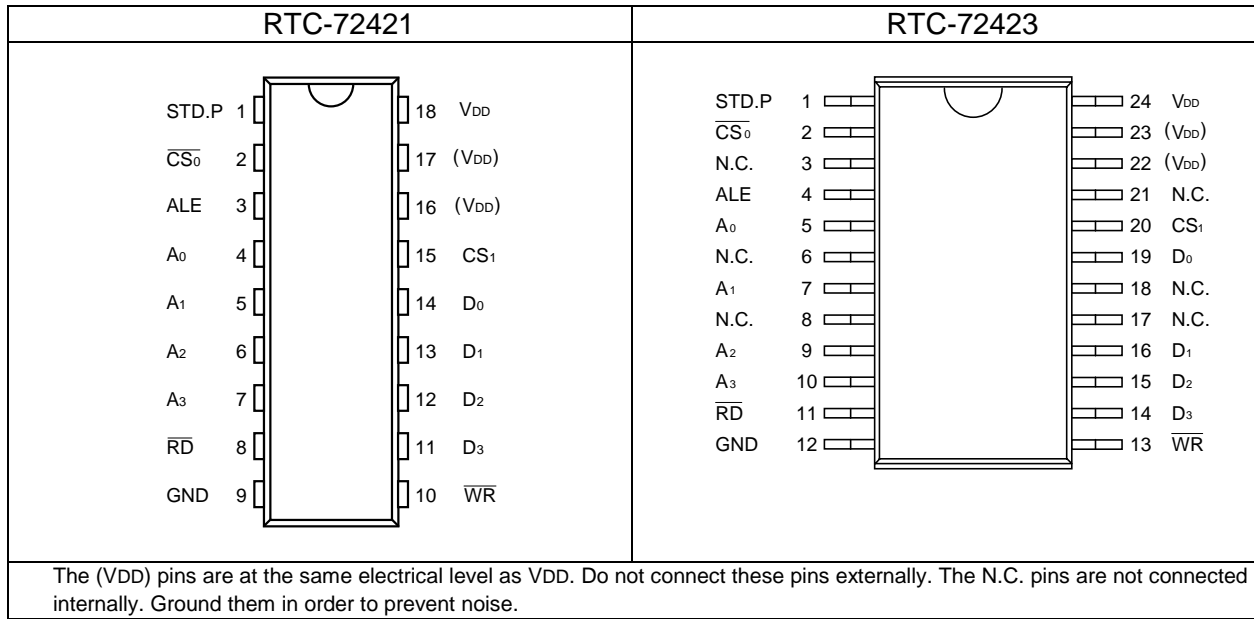 RTC-72421 RTC-72423
STD.P 1 18 VDD
CS0 2 17 (VDD)
ALE 3 16 (VDD)
A0 4 15 CS1
A1 5 14 D0
A2 6 13 D1
A3 7 12 D2
RD 8 11 D3
GND 9 10 WR
STD.P 1 24 VDD
CS0 2 23 (VDD)
N.C. 3 22 (VDD)
ALE 4 21 N.C.
A0 5 20 CS1
N.C. 6 19 D0
A1 7 18 N.C.
N.C. 8 17 N.C.
A2 9 16 D1
A3 10 15 D2
RD 11 14 D3
GND 12 13 WR
The (VDD) pins are at the same electrical level as VDD. Do not connect these pins externally. The N.C. pins are not connected
internally. Ground them in order to prevent noise.